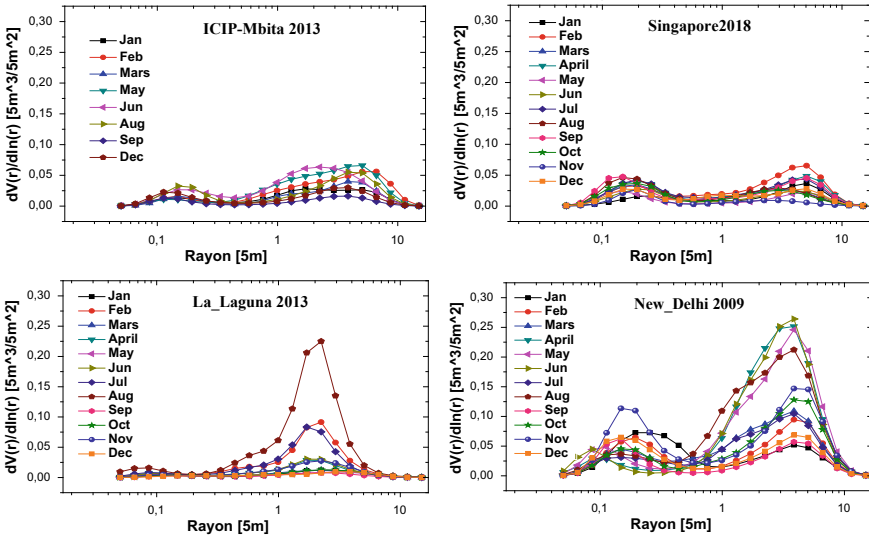 ICIP-Mbita 2013
dV(r)/dln(r) [5m^3/5m^2]
0,30
0,25
0,20
0,15
0,10
0,05
0,00
Jan
Feb
Mars
May
Jun
Aug
Sep
Dec
0,1
1
10
Rayon [5m]
Singapore2018
dV(r)/dln(r) [5m^3/5m^2]
0,30
0,25
0,20
0,15
0,10
0,05
0,00
Jan
Feb
Mars
April
May
Jun
Jul
Aug
Sep
Oct
Nov
Dec
0,1
1
10
Rayon [5m]
La_Laguna 2013
dV(r)/dln(r) [5m^3/5m^2]
0,30
0,25
0,20
0,15
0,10
0,05
0,00
Jan
Feb
Mars
April
May
Jun
Jul
Aug
Sep
Oct
Nov
Dec
0,1
1
10
Rayon [5m]
New_Delhi 2009
dV(r)/dln(r) [5m^3/5m^2]
0,30
0,25
0,20
0,15
0,10
0,05
0,00
Jan
Feb
Mars
April
May
Jun
Jul
Aug
Sep
Oct
Nov
Dec
0,1
1
10
Rayon [5m]